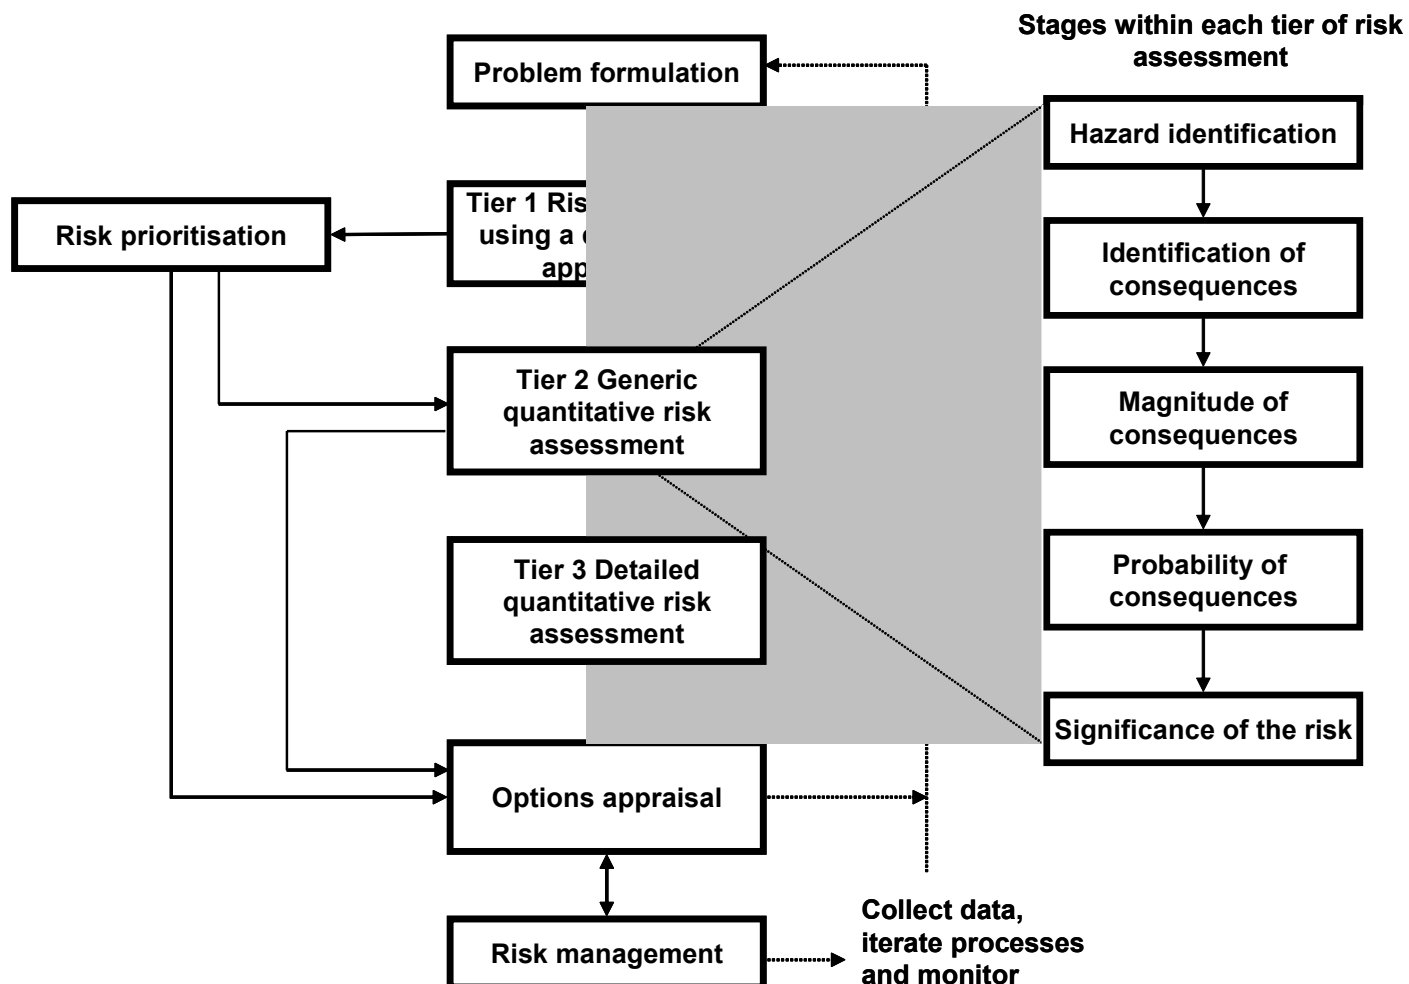 Stages within each tier of risk
assessment
Problem formulation
Hazard identification
Tier 1
using a
Risk prioritisation
Identification of
consequences
Tier 2 Generic
quantitative risk
assessment
Magnitude of
consequences
Tier 3 Detailed
quantitative risk
assessment
Probability of
consequences
Significance of the risk
Options appraisal
Risk management
Collect data,
iterate processes
and monitor